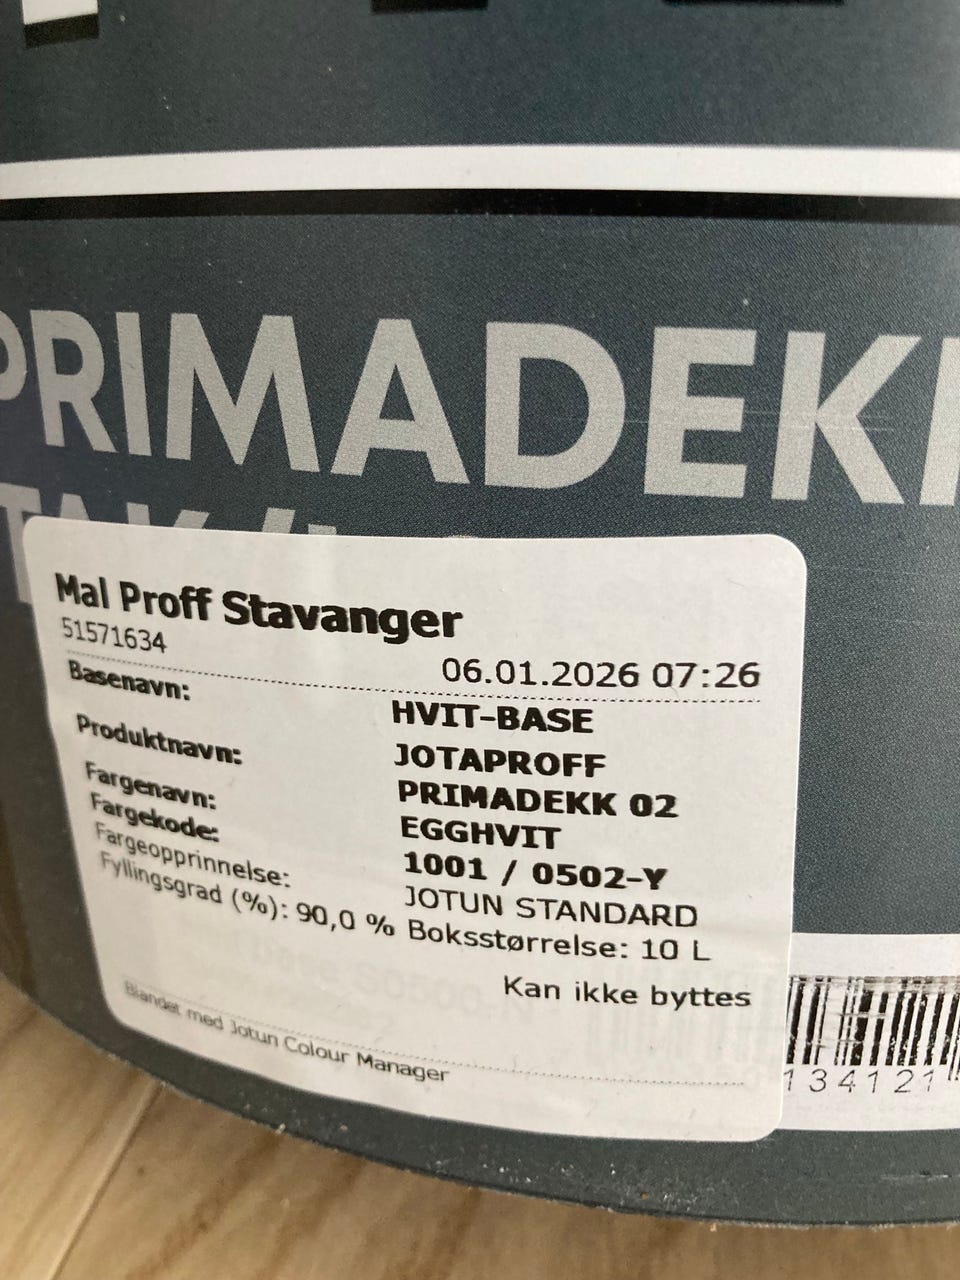 PRIMADEKK
Mal Proff Stavanger
51571634
06.01.2026 07:26
Basenavn: HVIT-BASE
Produktnavn: JOTAPROFF
PRIMADEKK 02
Fargenavn: EGGHVIT
Fargekode: 1001 / 0502-Y
Fargeopprinnelse: JOTUN STANDARD
Fyllingsgrad (%): 90,0 % Boksstørrelse: 10 L
Kan ikke byttes
Blandet med Jotun Colour Manager
134121